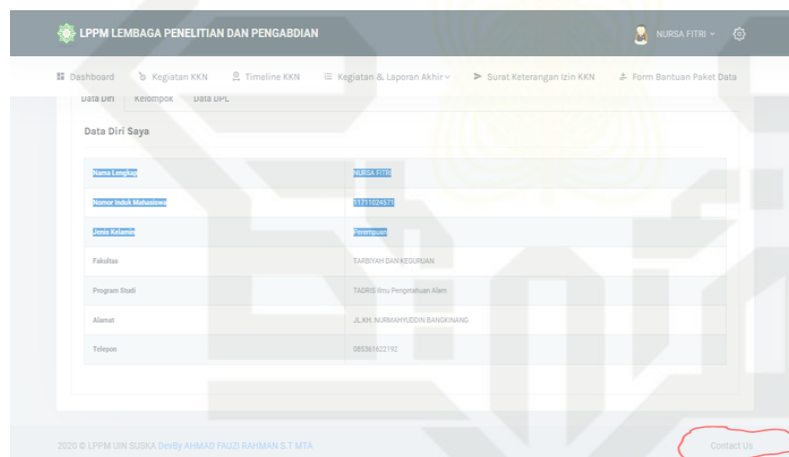 LPPM LEMBAGA PENELITIAN DAN PENGABDIAN NURSA FITRI
Dashboard Kegiatan KKN Timeline KKN Kegiatan & Laporan Akhir Surat Keterangan Izin KKN Form Bantuan Paket Data
Data Diri Kelompok Data DPL
Data Diri Saya
Nama Lengkap NURSA FITRI
Nomor Induk Mahasiswa 11711024571
Jenis Kelamin Perempuan
Fakultas TARBIYAH DAN KEGURUAN
Program Studi TADRIS Ilmu Pengetahuan Alam
Alamat JL.KH. NURMAHYUDDIN BANGKINANG
Telepon 085361622192
2020 © LPPM UIN SUSKA DevBy AHMAD FAUZI RAHMAN S.T MTA Contact Us